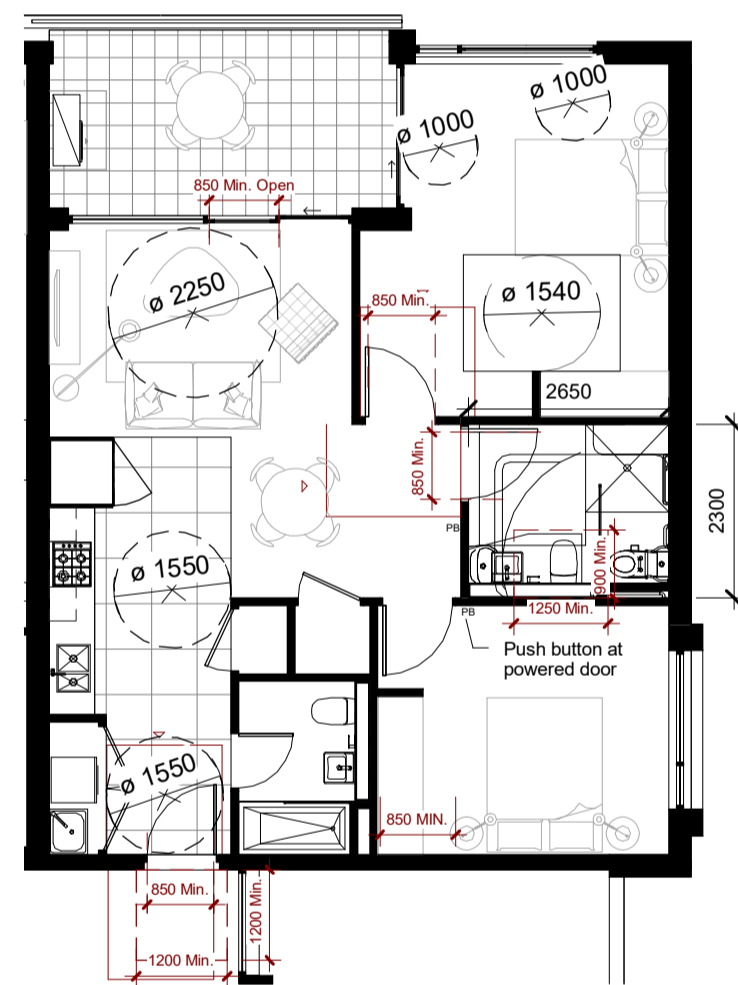 ø 1000
ø 1000
850 Min. Open
ø 2250
ø 1540
850 Min.
2650
850 Min.
2300
PB
ø 1550
900 Min.
1250 Min.
PB
Push button at
powered door
ø 1550
850 MIN.
850 Min.
1200 Min.
1200 Min.